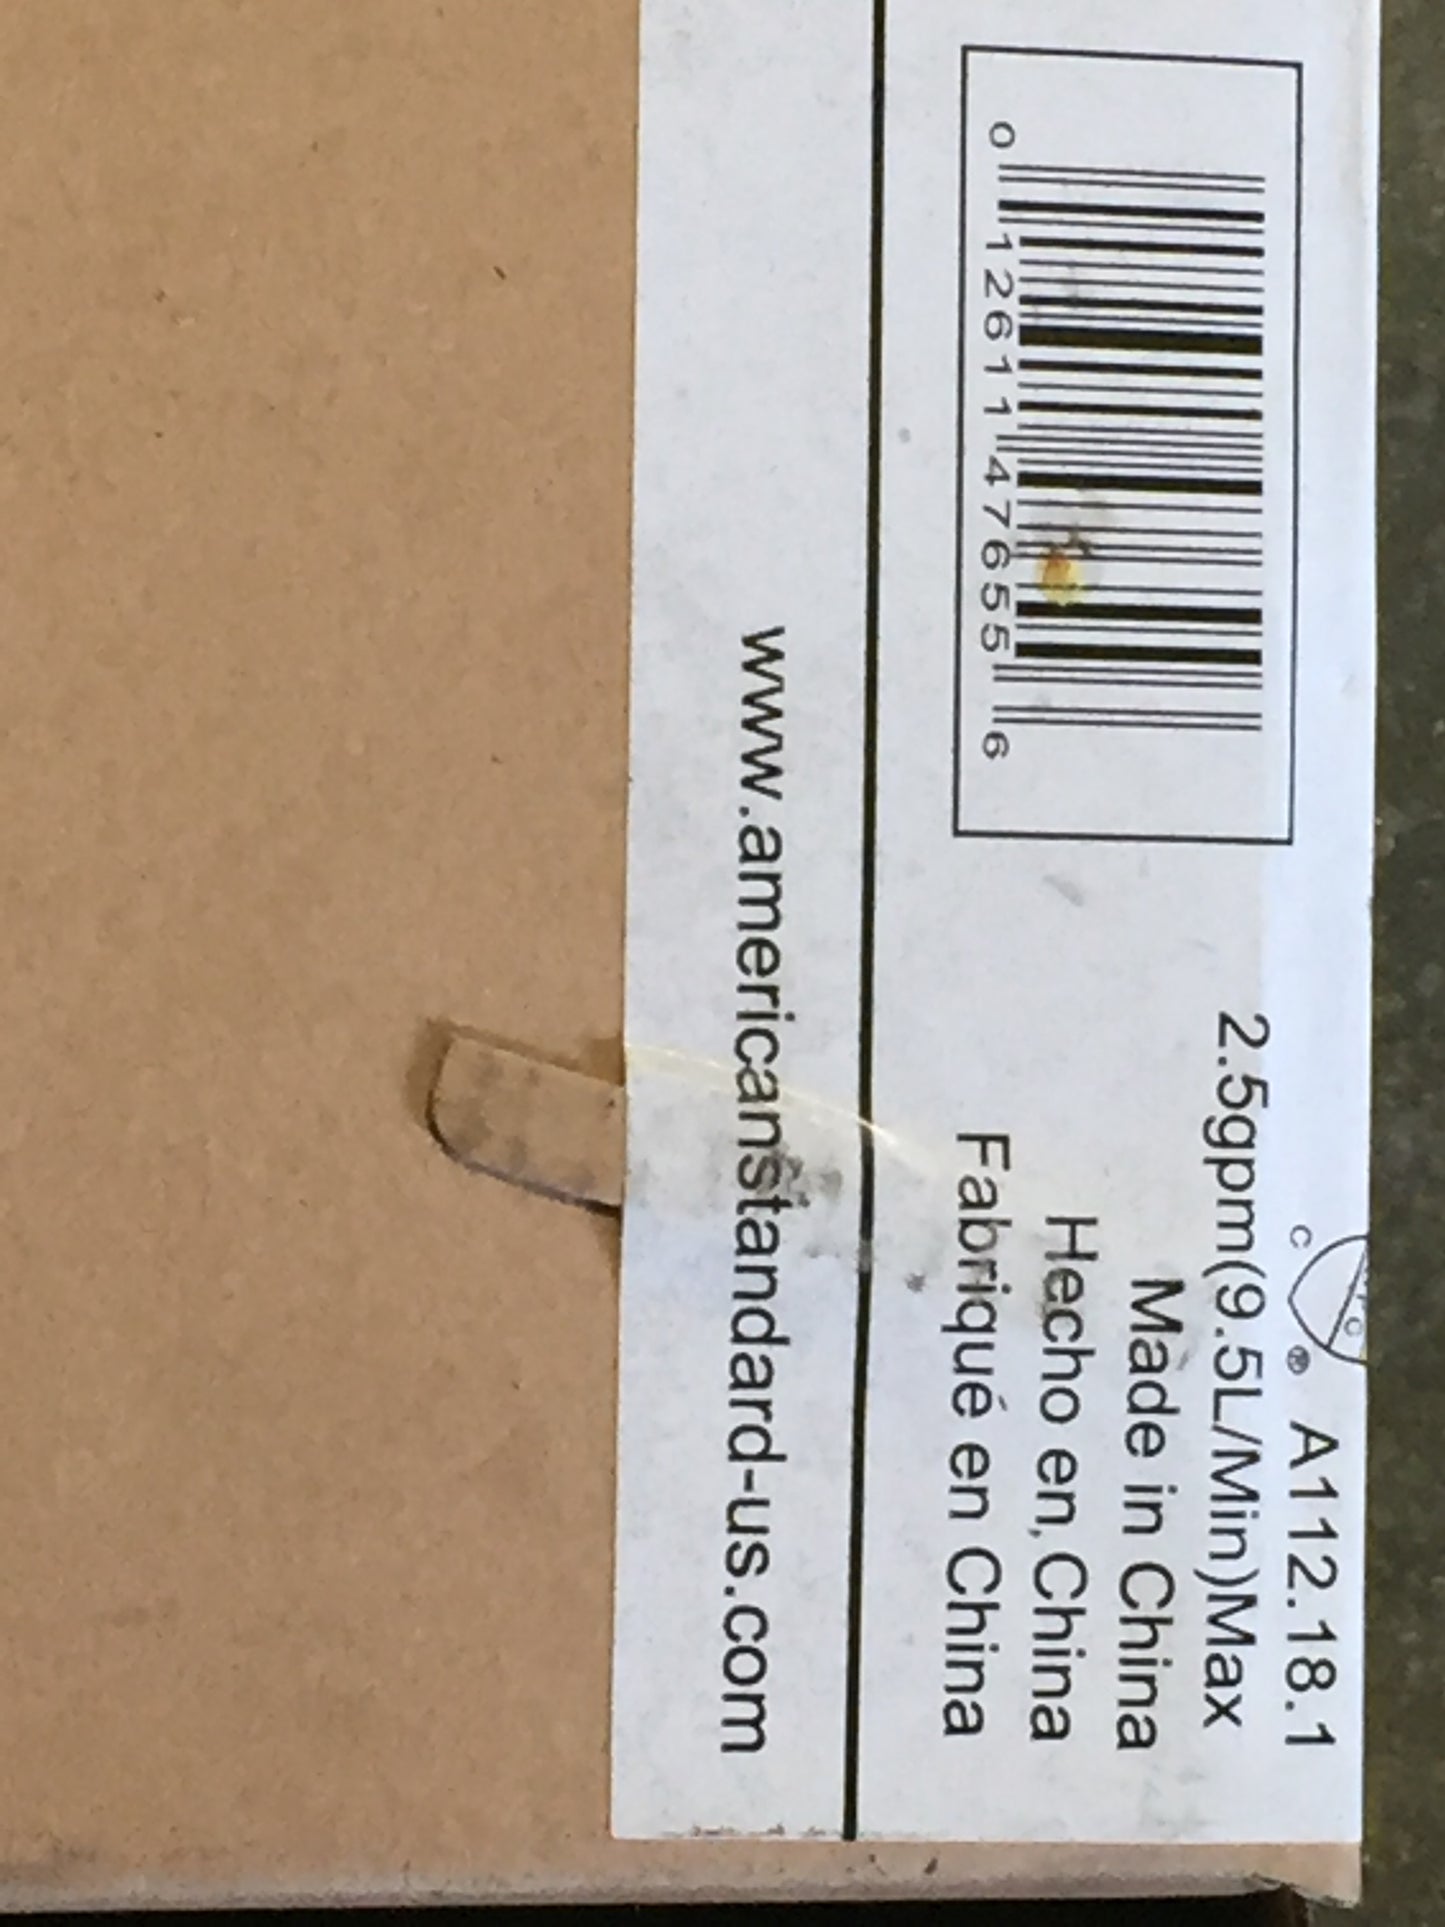 A112.18.1
2.5gpm(9.5L/Min)Max
Made in China
Hecho en China
Fabriqué en China
0 12611 47655 6
www.americanstandard-us.com